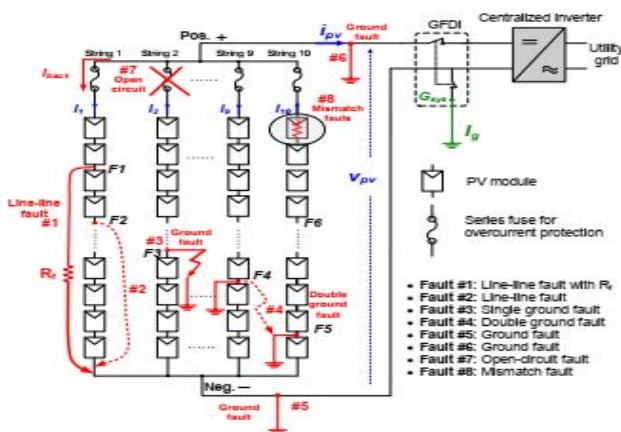 Pos. +
i_pv
Ground
fault
#6
GFDI
Centralized Inverter
Utility
grid
String 1
String 2
String 9
String 10
I_back
#7
Open
circuit
#8
Mismatch
faults
I_1
I_2
I_9
I_10
G_sys
I_g
V_pv
F1
Line-line
fault
#1
F2
F6
PV module
R_f
#2
#3
Ground
fault
F3
F4
#4
Double
ground
fault
F5
Series fuse for
overcurrent protection
Neg. —
Ground
fault
#5
• Fault #1: Line-line fault with R_f
• Fault #2: Line-line fault
• Fault #3: Single ground fault
• Fault #4: Double ground fault
• Fault #5: Ground fault
• Fault #6: Ground fault
• Fault #7: Open-circuit fault
• Fault #8: Mismatch fault